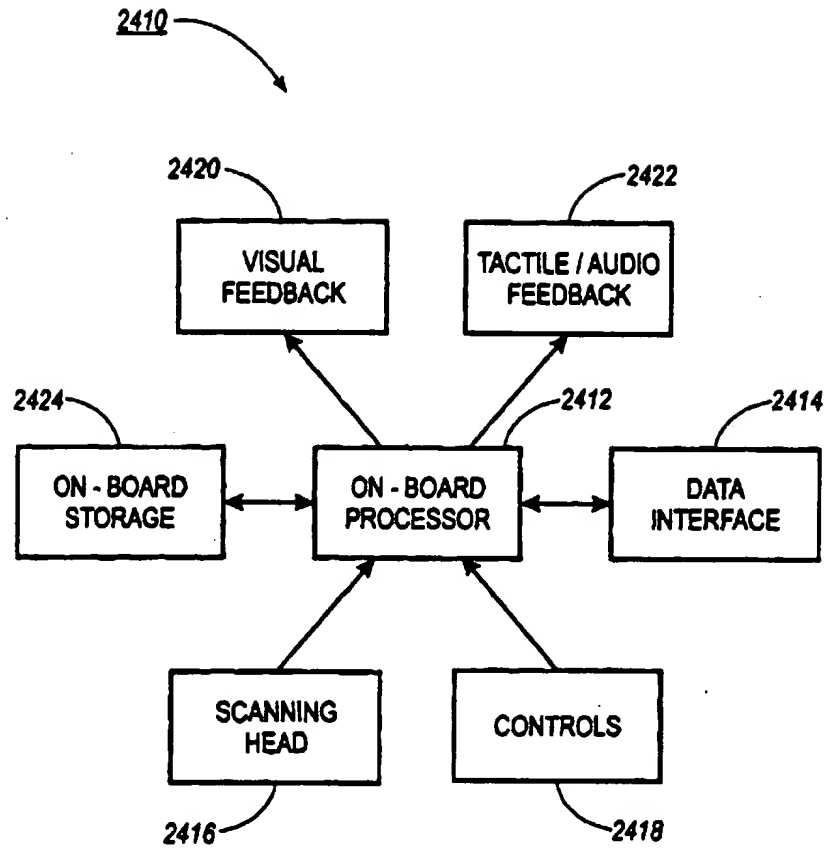 2410
2420
2422
VISUAL
FEEDBACK
TACTILE / AUDIO
FEEDBACK
2424
2412
2414
ON - BOARD
STORAGE
ON - BOARD
PROCESSOR
DATA
INTERFACE
SCANNING
HEAD
CONTROLS
2416
2418